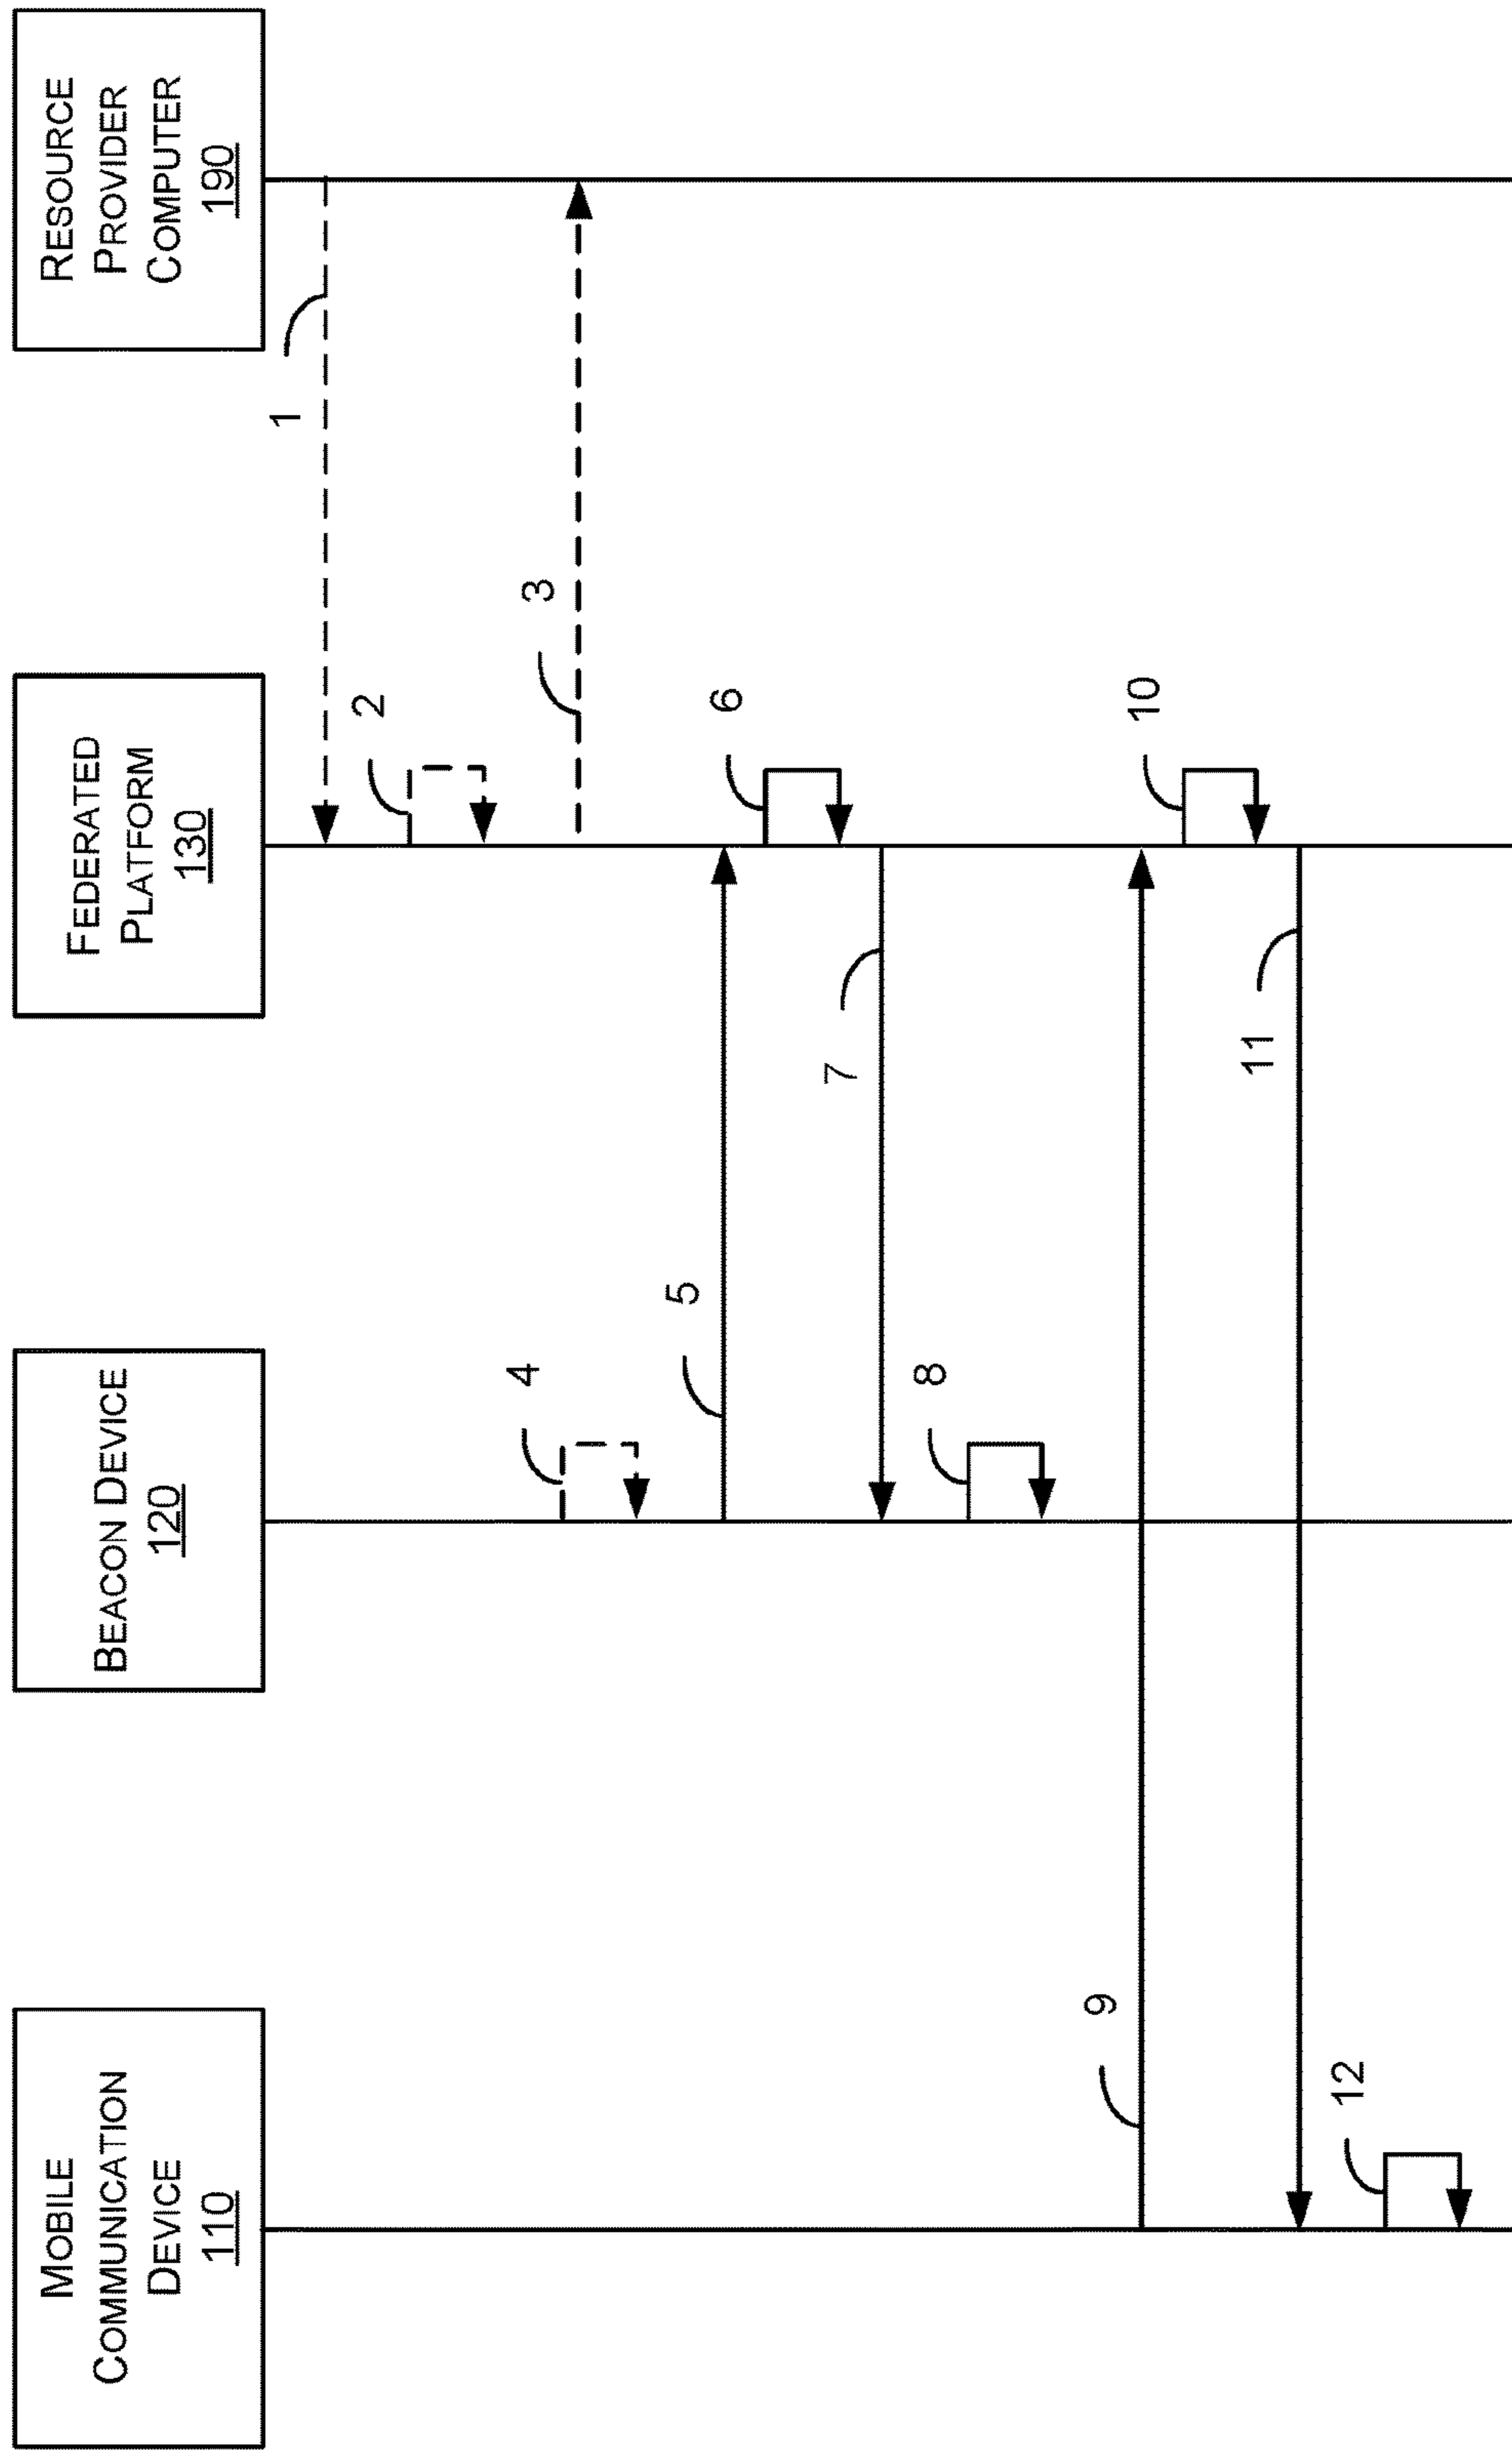 MOBILE
COMMUNICATION
DEVICE
110
BEACON DEVICE
120
FEDERATED
PLATFORM
130
RESOURCE
PROVIDER
COMPUTER
190
1
2
3
4
5
6
7
8
9
10
11
12